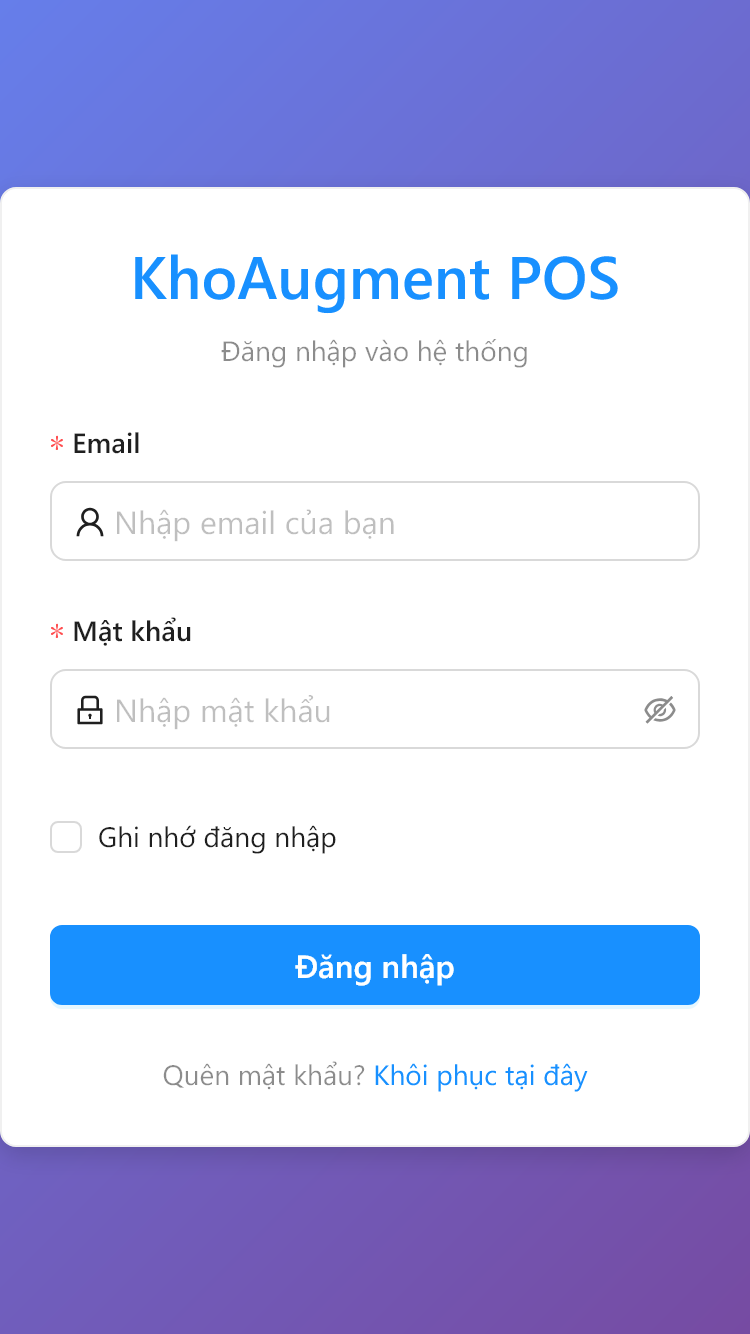 KhoAugment POS
Đăng nhập vào hệ thống
* Email
Nhập email của bạn
* Mật khẩu
Nhập mật khẩu
Ghi nhớ đăng nhập
Đăng nhập
Quên mật khẩu? Khôi phục tại đây